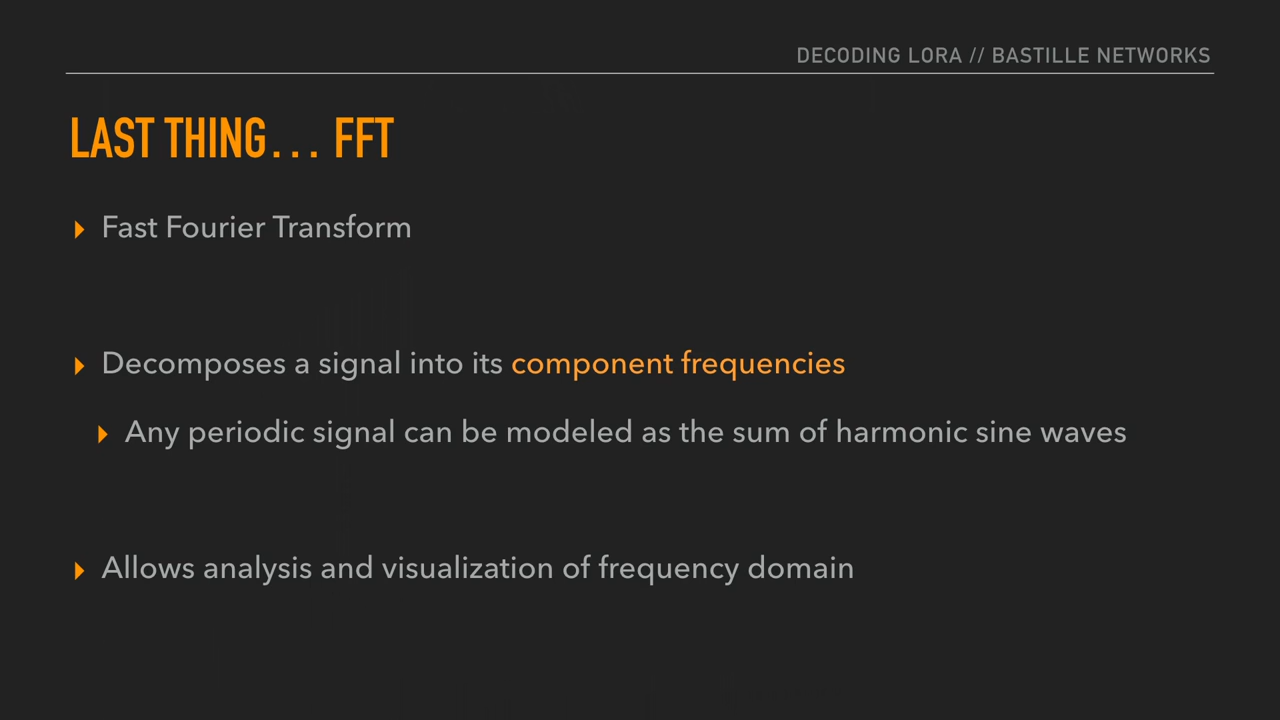 DECODING LORA // BASTILLE NETWORKS
LAST THING... FFT
Fast Fourier Transform
Decomposes a signal into its component frequencies
Any periodic signal can be modeled as the sum of harmonic sine waves
Allows analysis and visualization of frequency domain